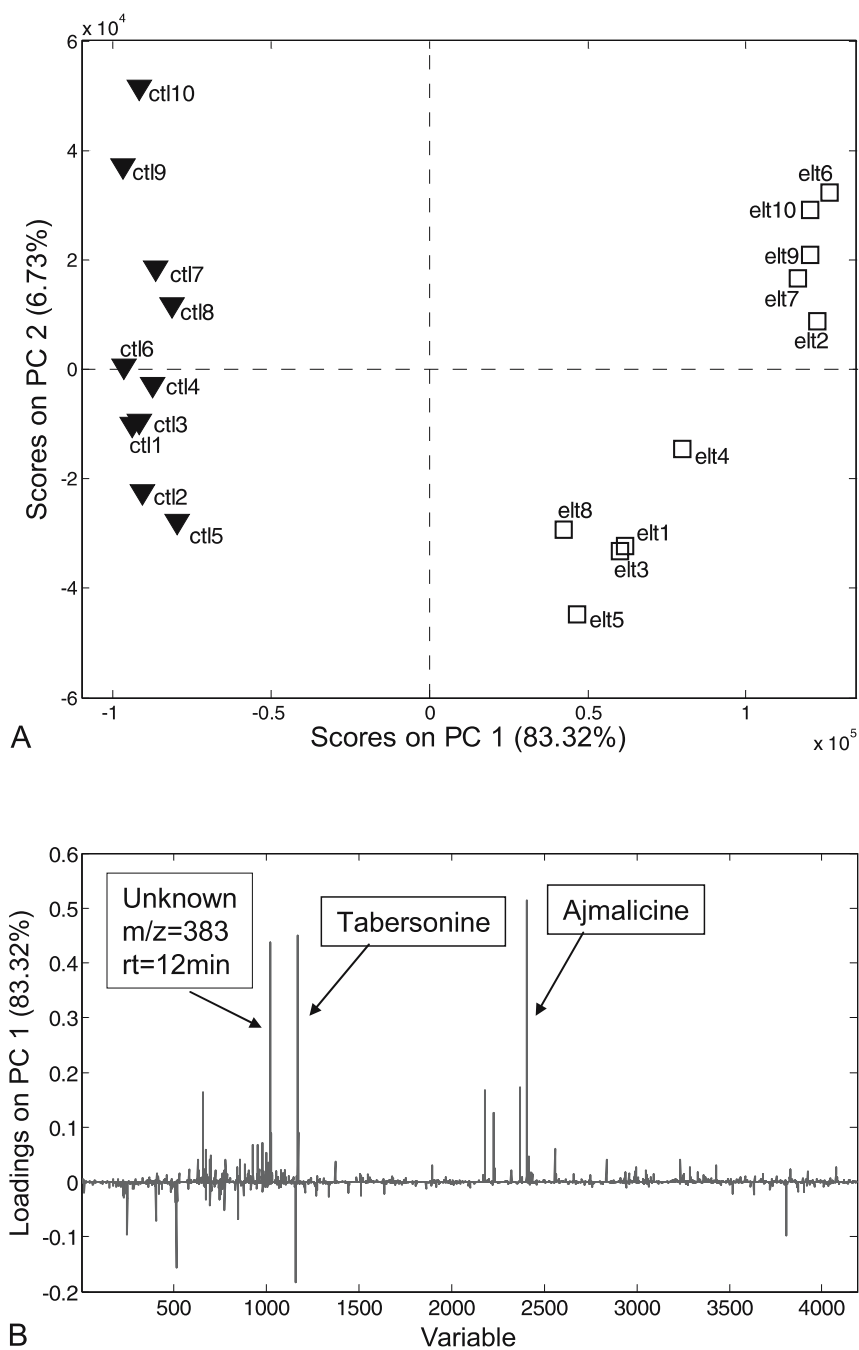 x 10⁴
6
ctl10
4
ctl9
elt6
elt10
2
ctl7
elt9
ctl8
elt7
elt2
ctl6
0
ctl4
ctl3
ctl1
elt4
-2
ctl2
elt8
ctl5
elt1
elt3
-4
elt5
-6
Scores on PC 2 (6.73%)
-1
-0.5
0
0.5
1
A
Scores on PC 1 (83.32%)
x 10⁵
0.6
0.5
0.4
0.3
0.2
0.1
0
-0.1
-0.2
Loadings on PC 1 (83.32%)
Unknown
m/z=383
rt=12min
Tabersonine
Ajmalicine
500
1000
1500
2000
2500
3000
3500
4000
B
Variable